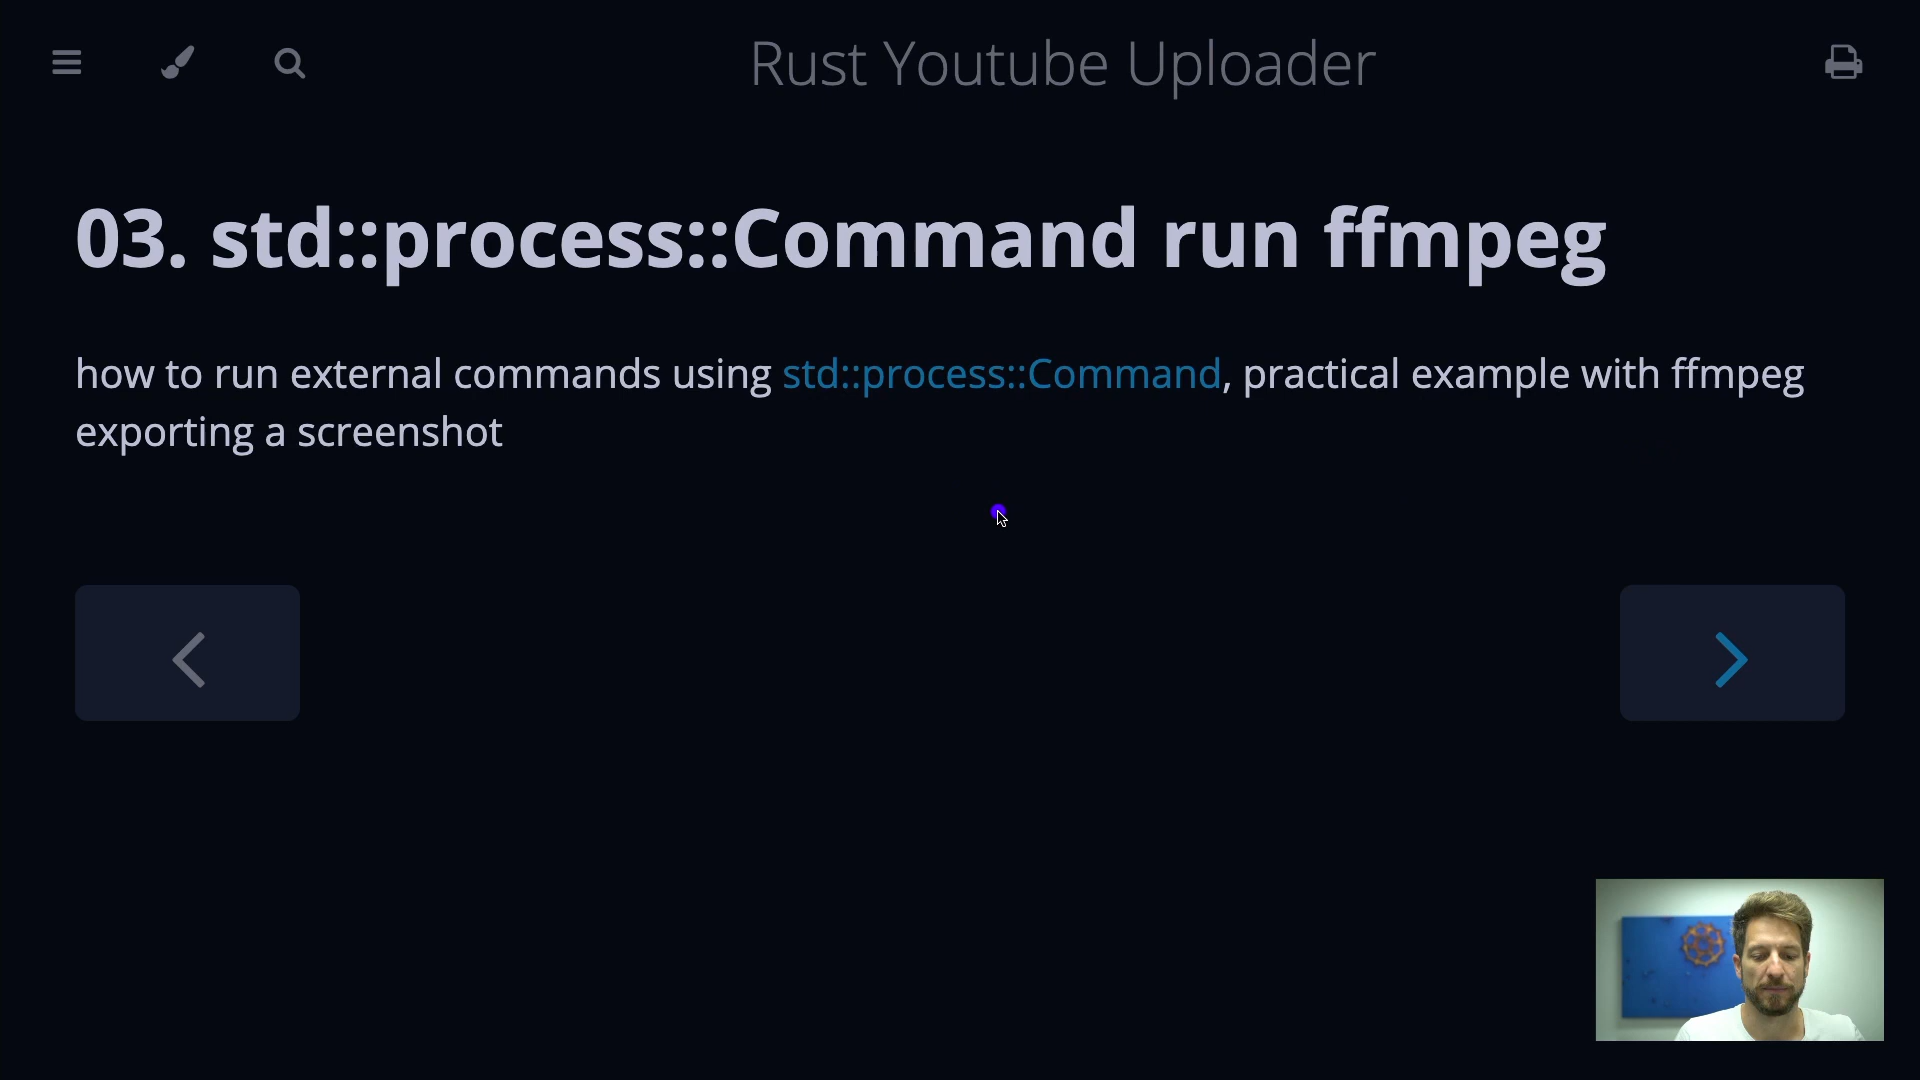 Rust Youtube Uploader
03. std::process::Command run ffmpeg
how to run external commands using std::process::Command, practical example with ffmpeg
exporting a screenshot